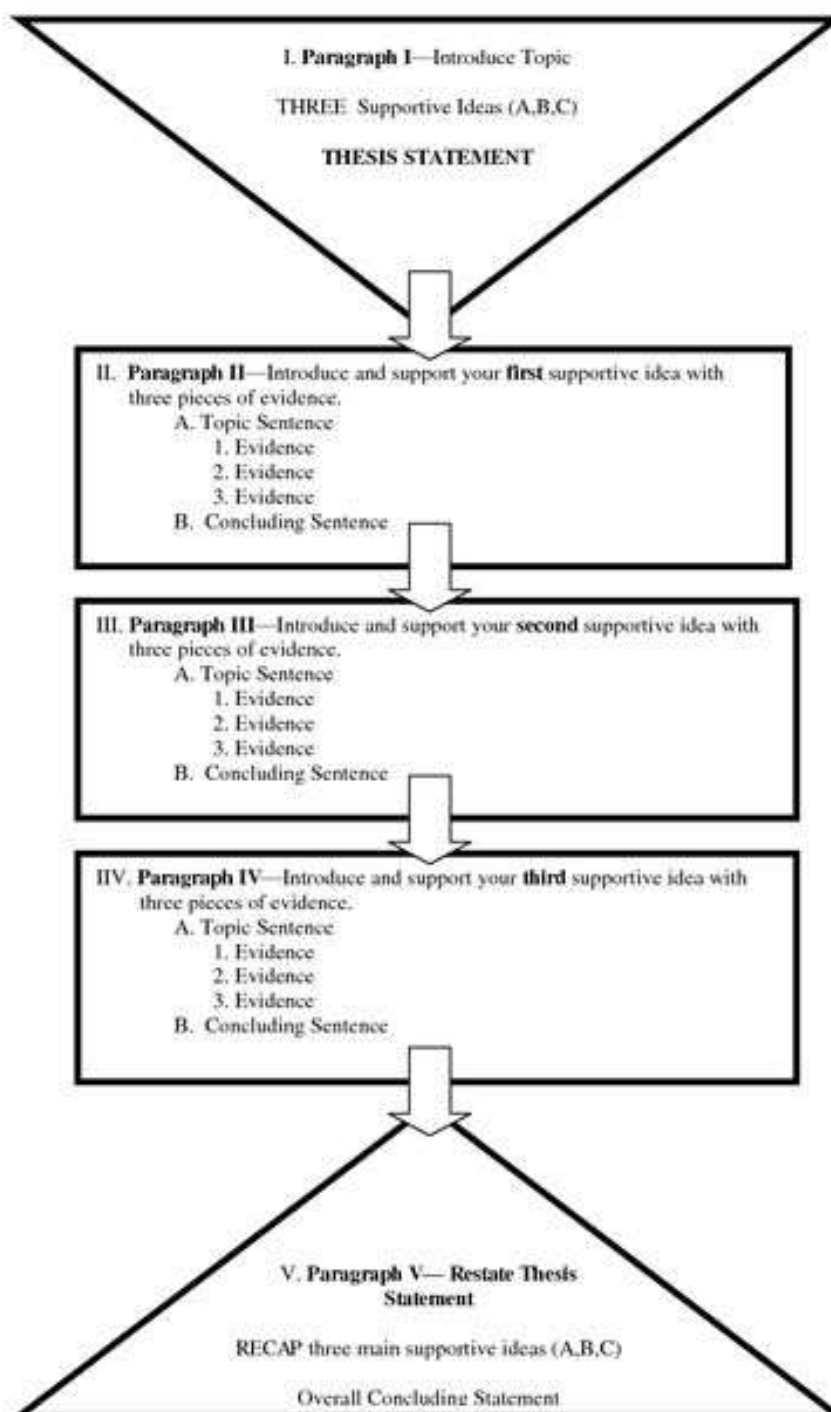 I. Paragraph I—Introduce Topic
THREE Supportive Ideas (A,B,C)
THESIS STATEMENT
II. Paragraph II—Introduce and support your first supportive idea with
three pieces of evidence.
A. Topic Sentence
1. Evidence
2. Evidence
3. Evidence
B. Concluding Sentence
III. Paragraph III—Introduce and support your second supportive idea with
three pieces of evidence.
A. Topic Sentence
1. Evidence
2. Evidence
3. Evidence
B. Concluding Sentence
IIV. Paragraph IV—Introduce and support your third supportive idea with
three pieces of evidence.
A. Topic Sentence
1. Evidence
2. Evidence
3. Evidence
B. Concluding Sentence
V. Paragraph V— Restate Thesis
Statement
RECAP three main supportive ideas (A,B,C)
Overall Concluding Statement